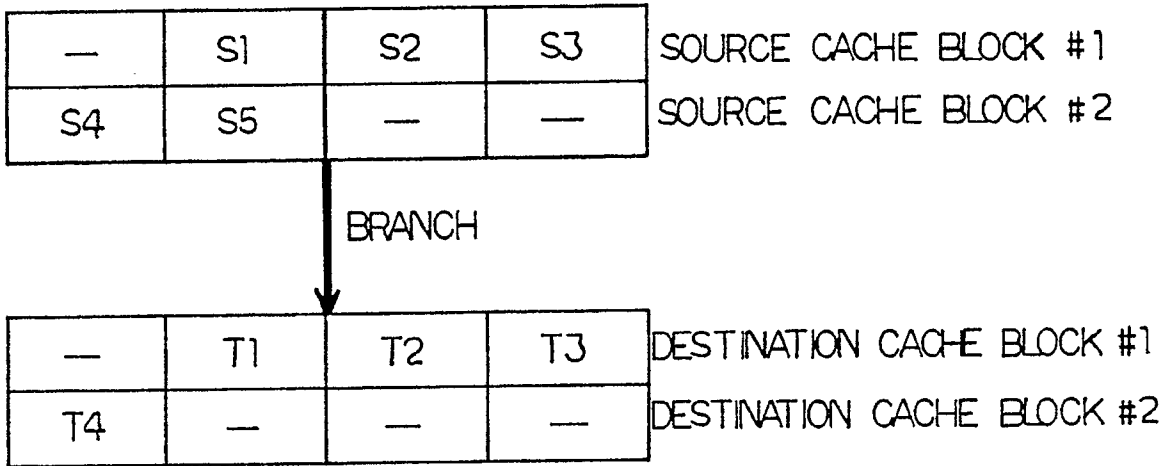 — S1 S2 S3 SOURCE CACHE BLOCK #1
S4 S5 — — SOURCE CACHE BLOCK #2
BRANCH
— T1 T2 T3 DESTINATION CACHE BLOCK #1
T4 — — — DESTINATION CACHE BLOCK #2